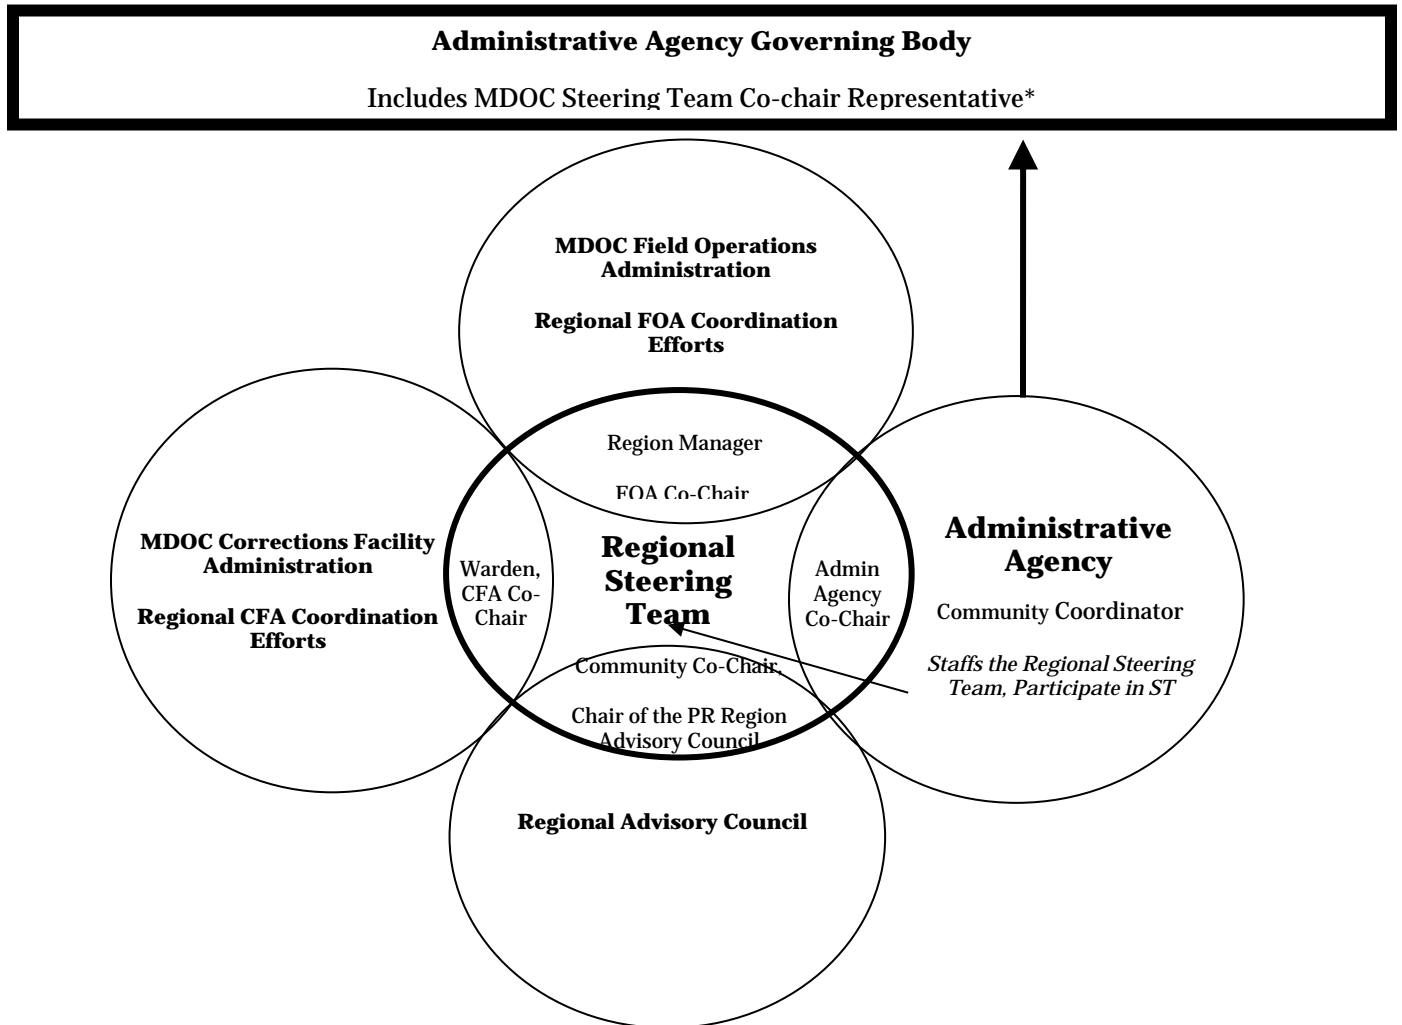 Administrative Agency Governing Body
Includes MDOC Steering Team Co-chair Representative*
MDOC Field Operations
Administration
Regional FOA Coordination
Efforts
Region Manager
FOA Co-Chair
MDOC Corrections Facility
Administration
Regional CFA Coordination
Efforts
Warden,
CFA Co-
Chair
Regional
Steering
Team
Admin
Agency
Co-Chair
Administrative
Agency
Community Coordinator
Staffs the Regional Steering
Team, Participate in ST
Community Co-Chair,
Chair of the PR Region
Advisory Council
Regional Advisory Council